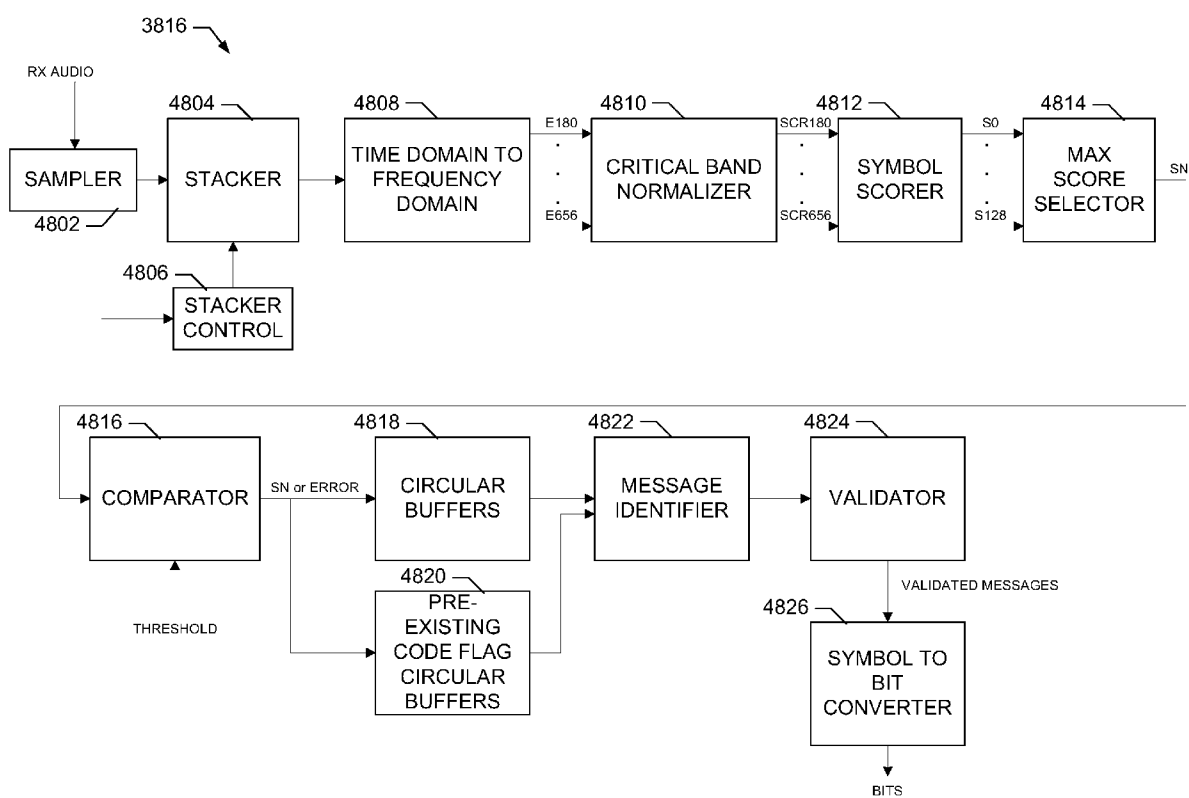 3816
RX AUDIO
4804
4808
4810
4812
4814
SAMPLER
4802
STACKER
TIME DOMAIN TO
FREQUENCY
DOMAIN
E180
.
.
.
E656
CRITICAL BAND
NORMALIZER
SCR180
.
.
.
SCR656
SYMBOL
SCORER
S0
.
.
.
S128
MAX
SCORE
SELECTOR
SN
4806
STACKER
CONTROL
4816
4818
4822
4824
COMPARATOR
SN or ERROR
CIRCULAR
BUFFERS
MESSAGE
IDENTIFIER
VALIDATOR
THRESHOLD
4820
PRE-
EXISTING
CODE FLAG
CIRCULAR
BUFFERS
VALIDATED MESSAGES
4826
SYMBOL TO
BIT
CONVERTER
BITS